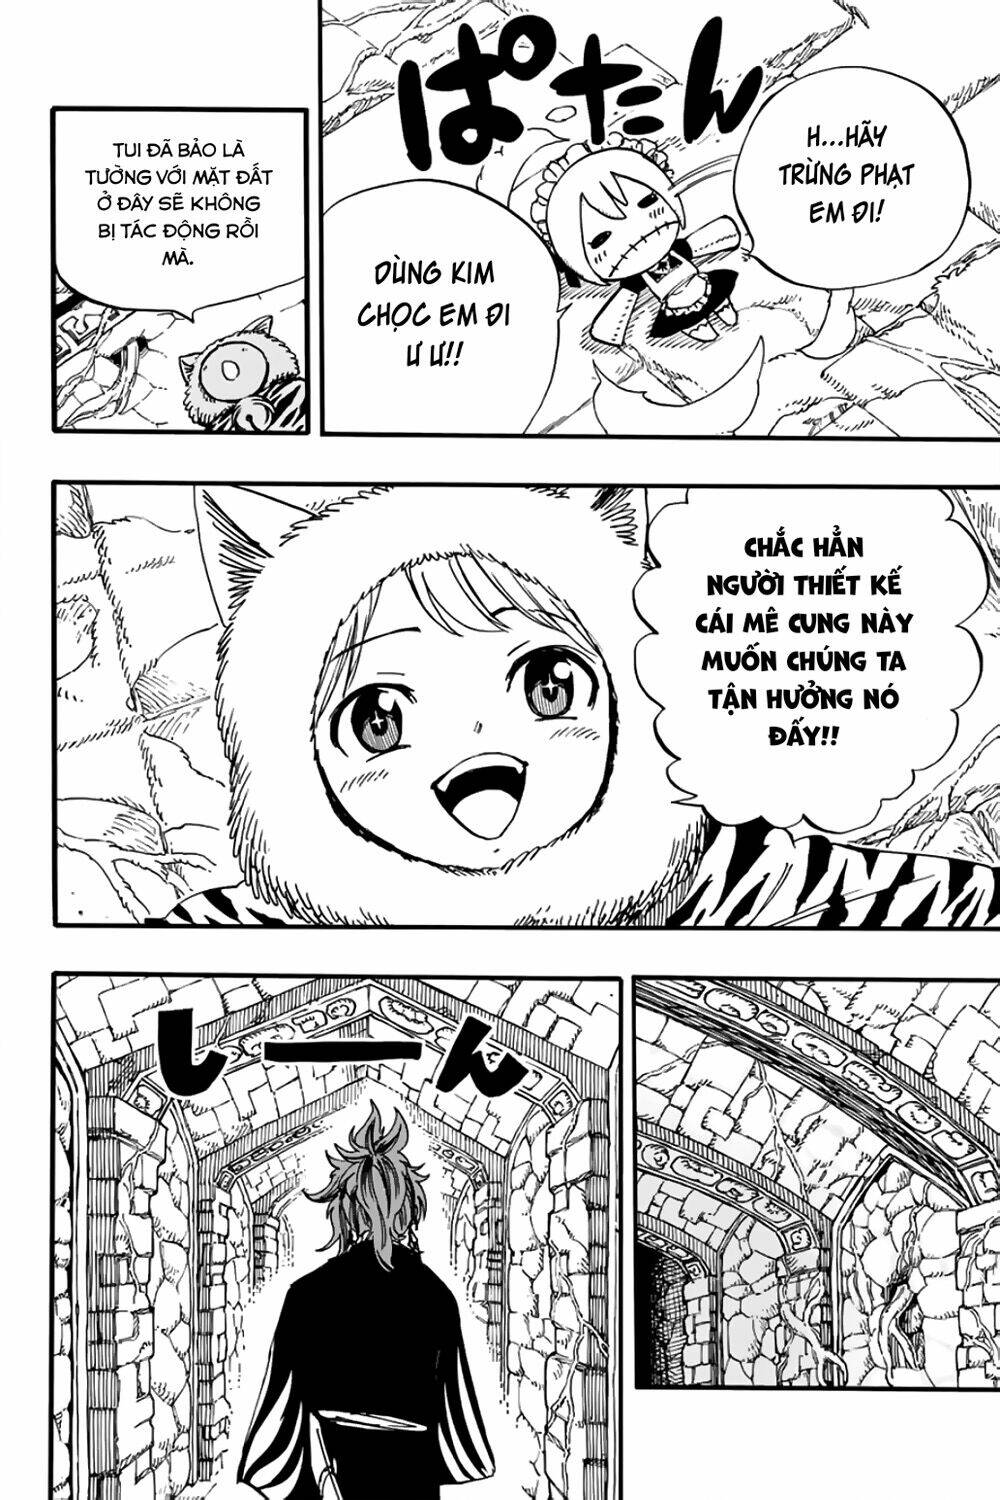 H...HÃY
TRỪNG PHẠT
EM ĐI!
ぱたん
DÙNG KIM
CHỌC EM ĐI
Ư Ư!!
TUI ĐÃ BẢO LÀ
TƯỜNG VỚI MẶT ĐẤT
Ở ĐÂY SẼ KHÔNG
BỊ TÁC ĐỘNG RỒI
MÀ.
CHẮC HẲN
NGƯỜI THIẾT KẾ
CÁI MÊ CUNG NÀY
MUỐN CHÚNG TA
TẬN HƯỞNG NÓ
ĐẤY!!
しーん